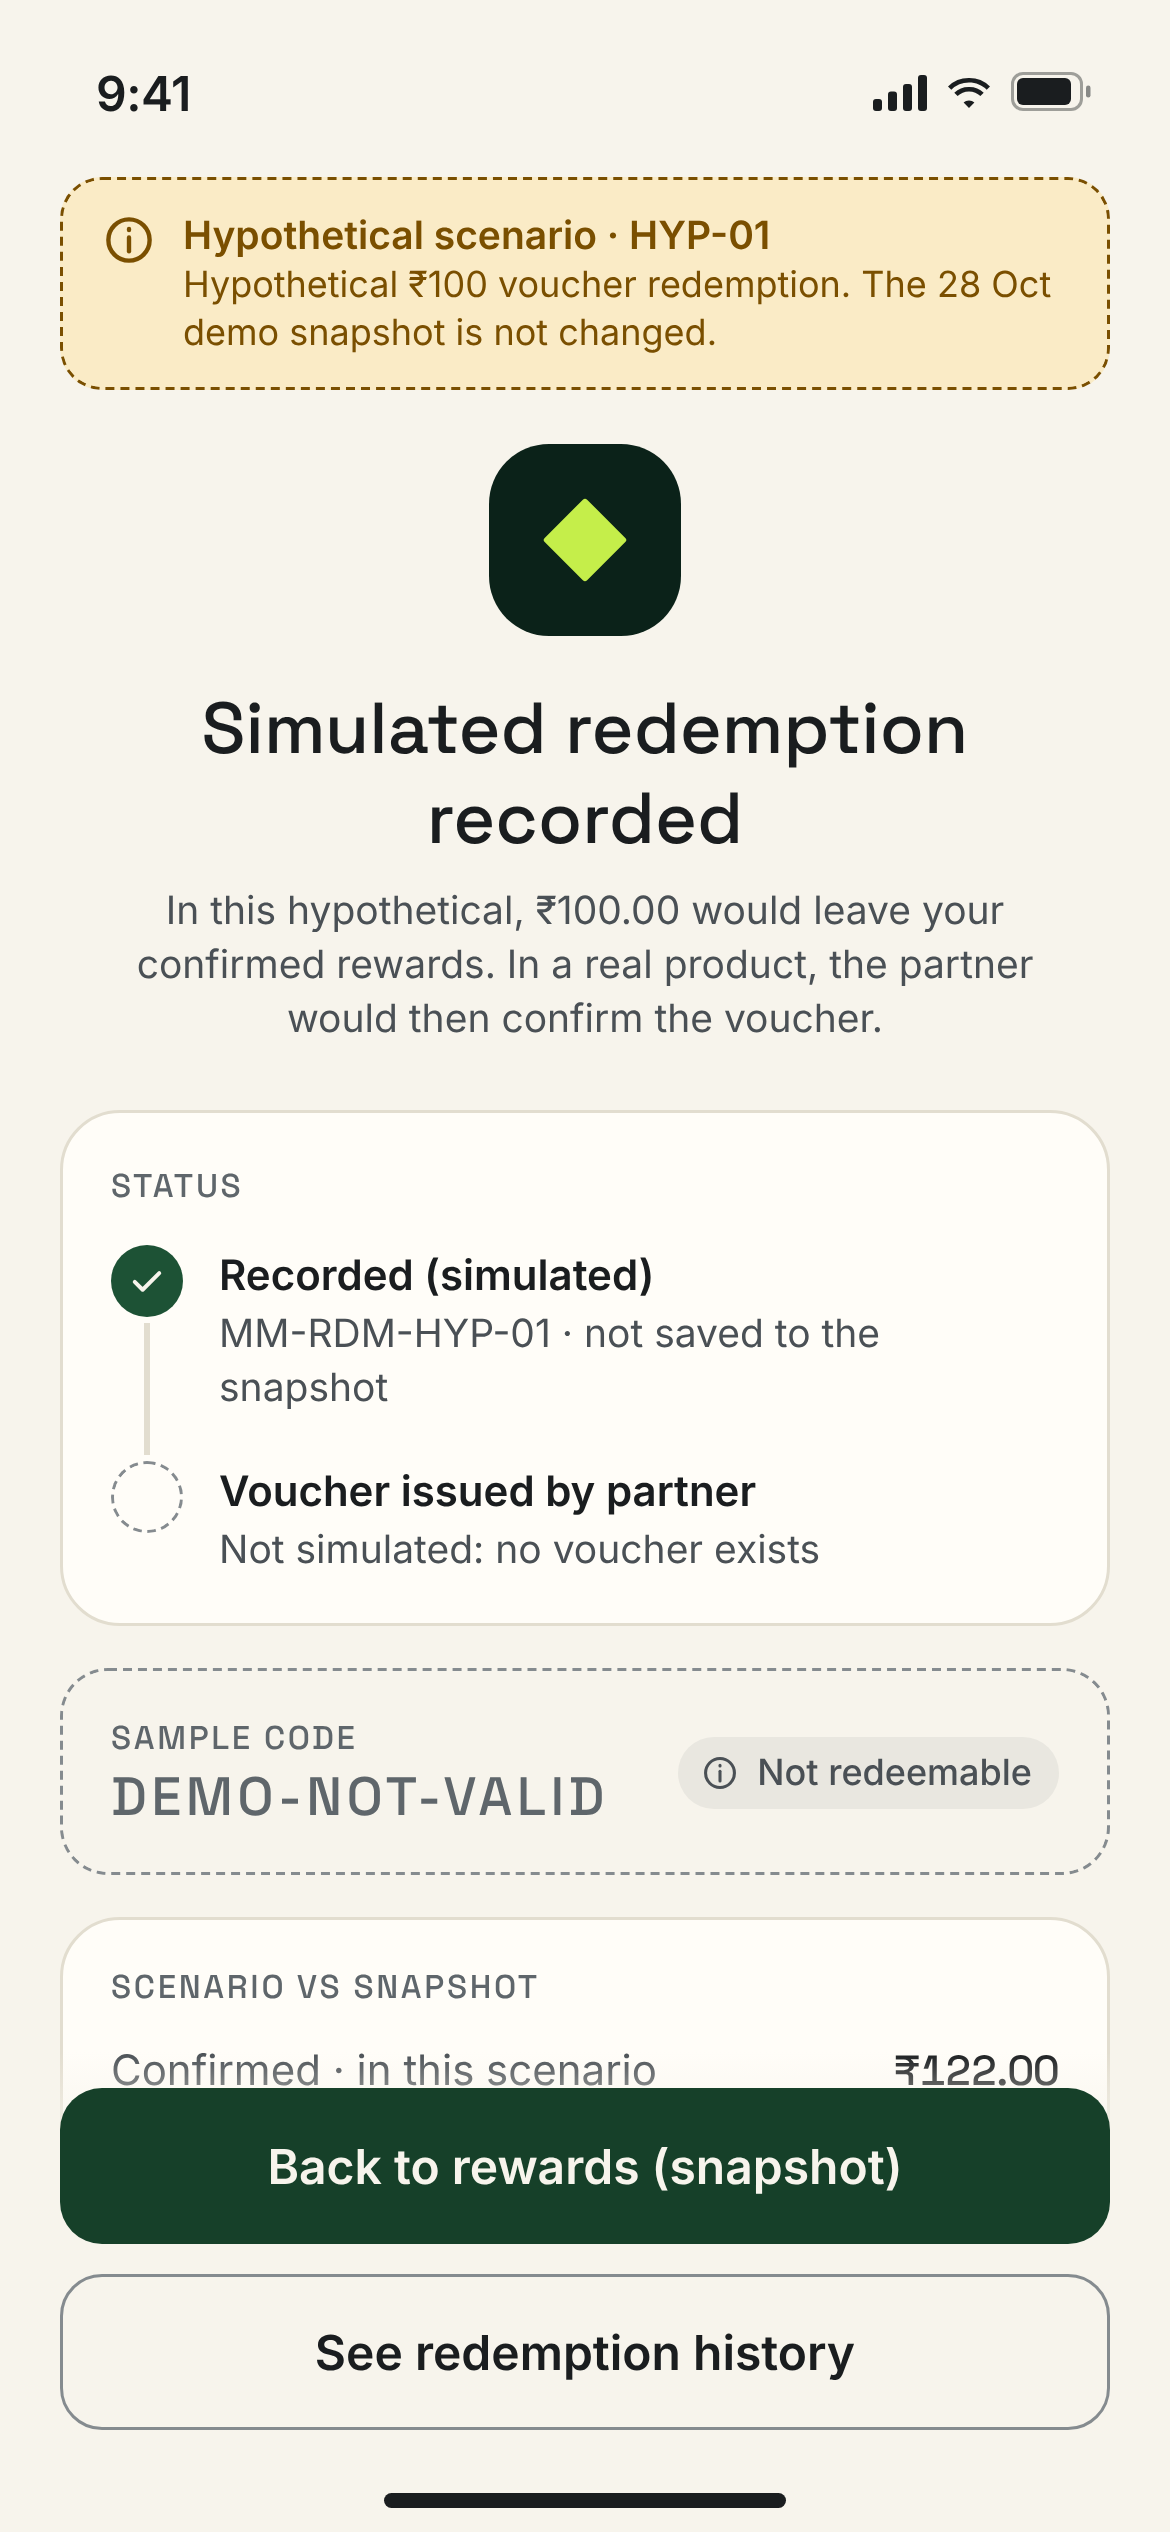 9:41
Hypothetical scenario · HYP-01
Hypothetical ₹100 voucher redemption. The 28 Oct
demo snapshot is not changed.
Simulated redemption
recorded
In this hypothetical, ₹100.00 would leave your
confirmed rewards. In a real product, the partner
would then confirm the voucher.
STATUS
Recorded (simulated)
MM-RDM-HYP-01 · not saved to the
snapshot
Voucher issued by partner
Not simulated: no voucher exists
SAMPLE CODE
DEMO-NOT-VALID
Not redeemable
SCENARIO VS SNAPSHOT
Confirmed · in this scenario ₹122.00
Back to rewards (snapshot)
See redemption history